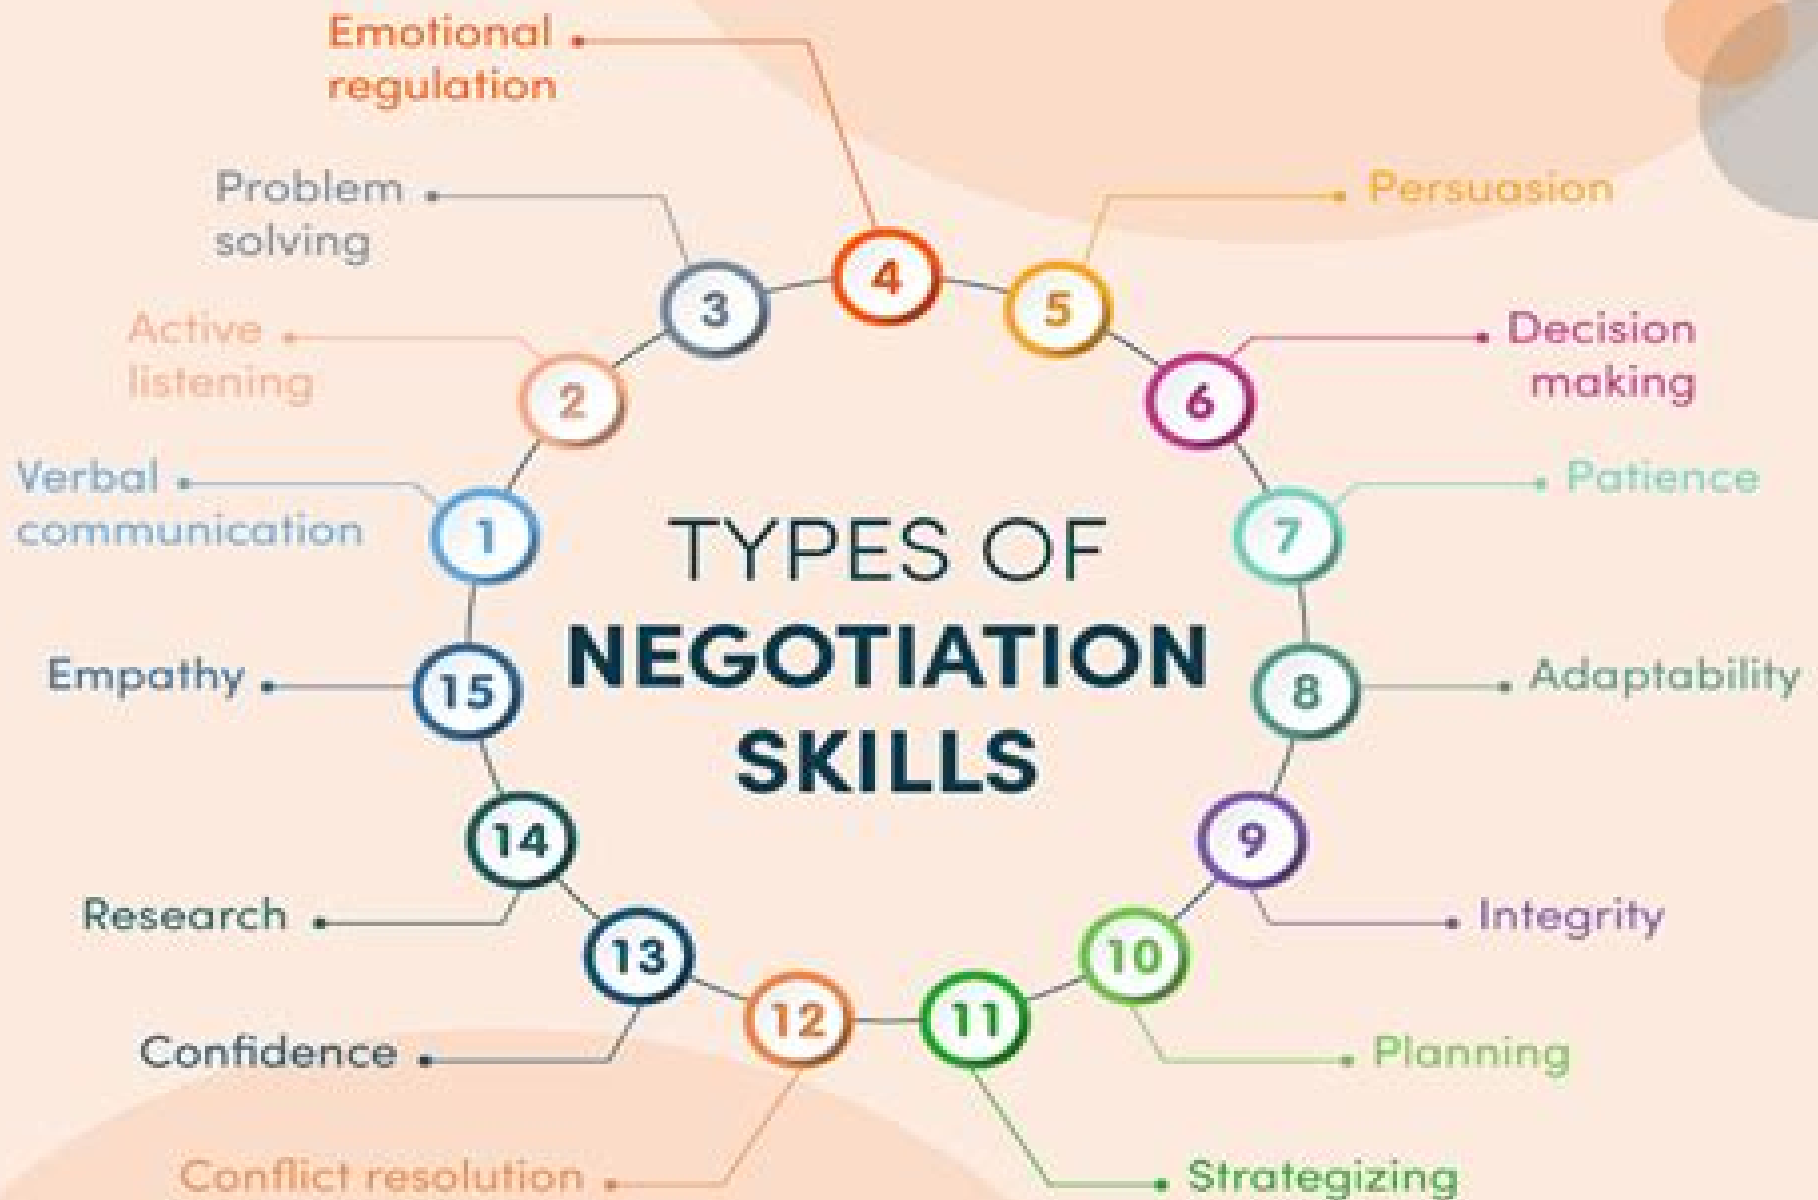 TYPES OF
NEGOTIATION
SKILLS
1
Verbal
communication
2
Active
listening
3
Problem
solving
4
Emotional
regulation
5
Persuasion
6
Decision
making
7
Patience
8
Adaptability
9
Integrity
10
Planning
11
Strategizing
12
Conflict resolution
13
Confidence
14
Research
15
Empathy